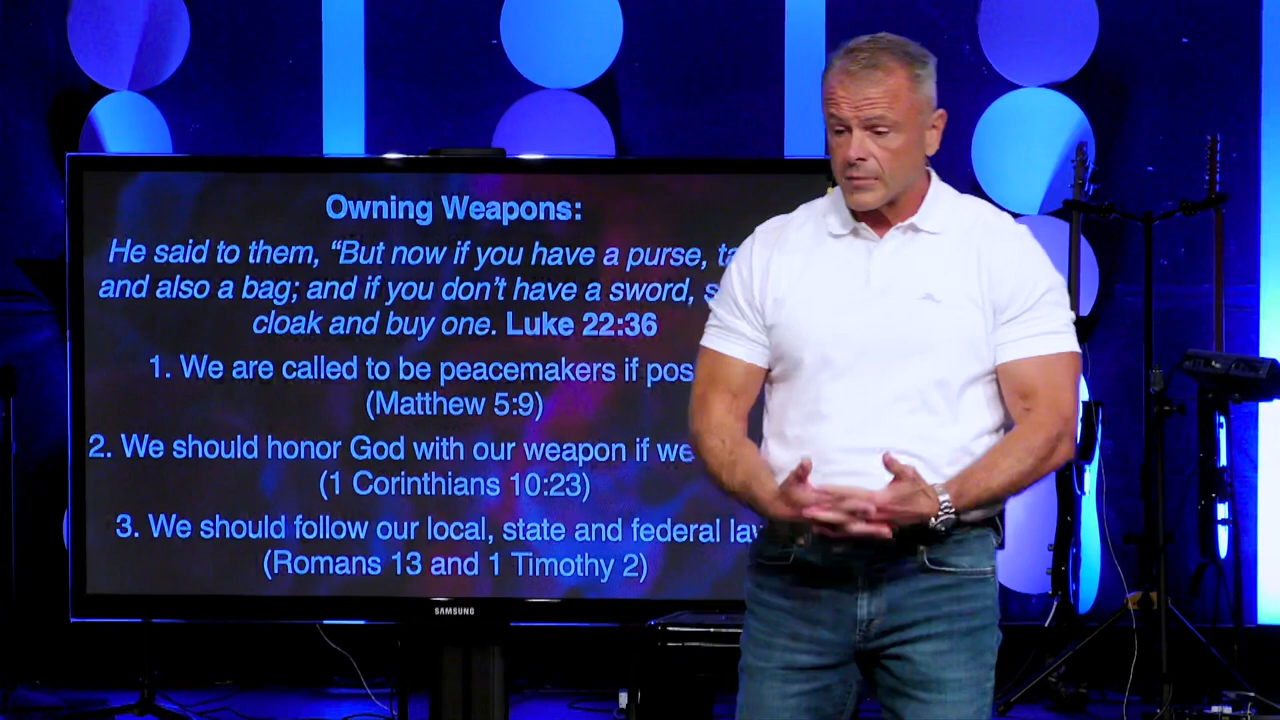 Owning Weapons:
He said to them, “But now if you have a purse,
and also a bag; and if you don’t have a sword,
cloak and buy one. Luke 22:36
1. We are called to be peacemakers if
(Matthew 5:9)
2. We should honor God with our weapon if we
(1 Corinthians 10:23)
3. We should follow our local, state and federal
(Romans 13 and 1 Timothy 2)
SAMSUNG